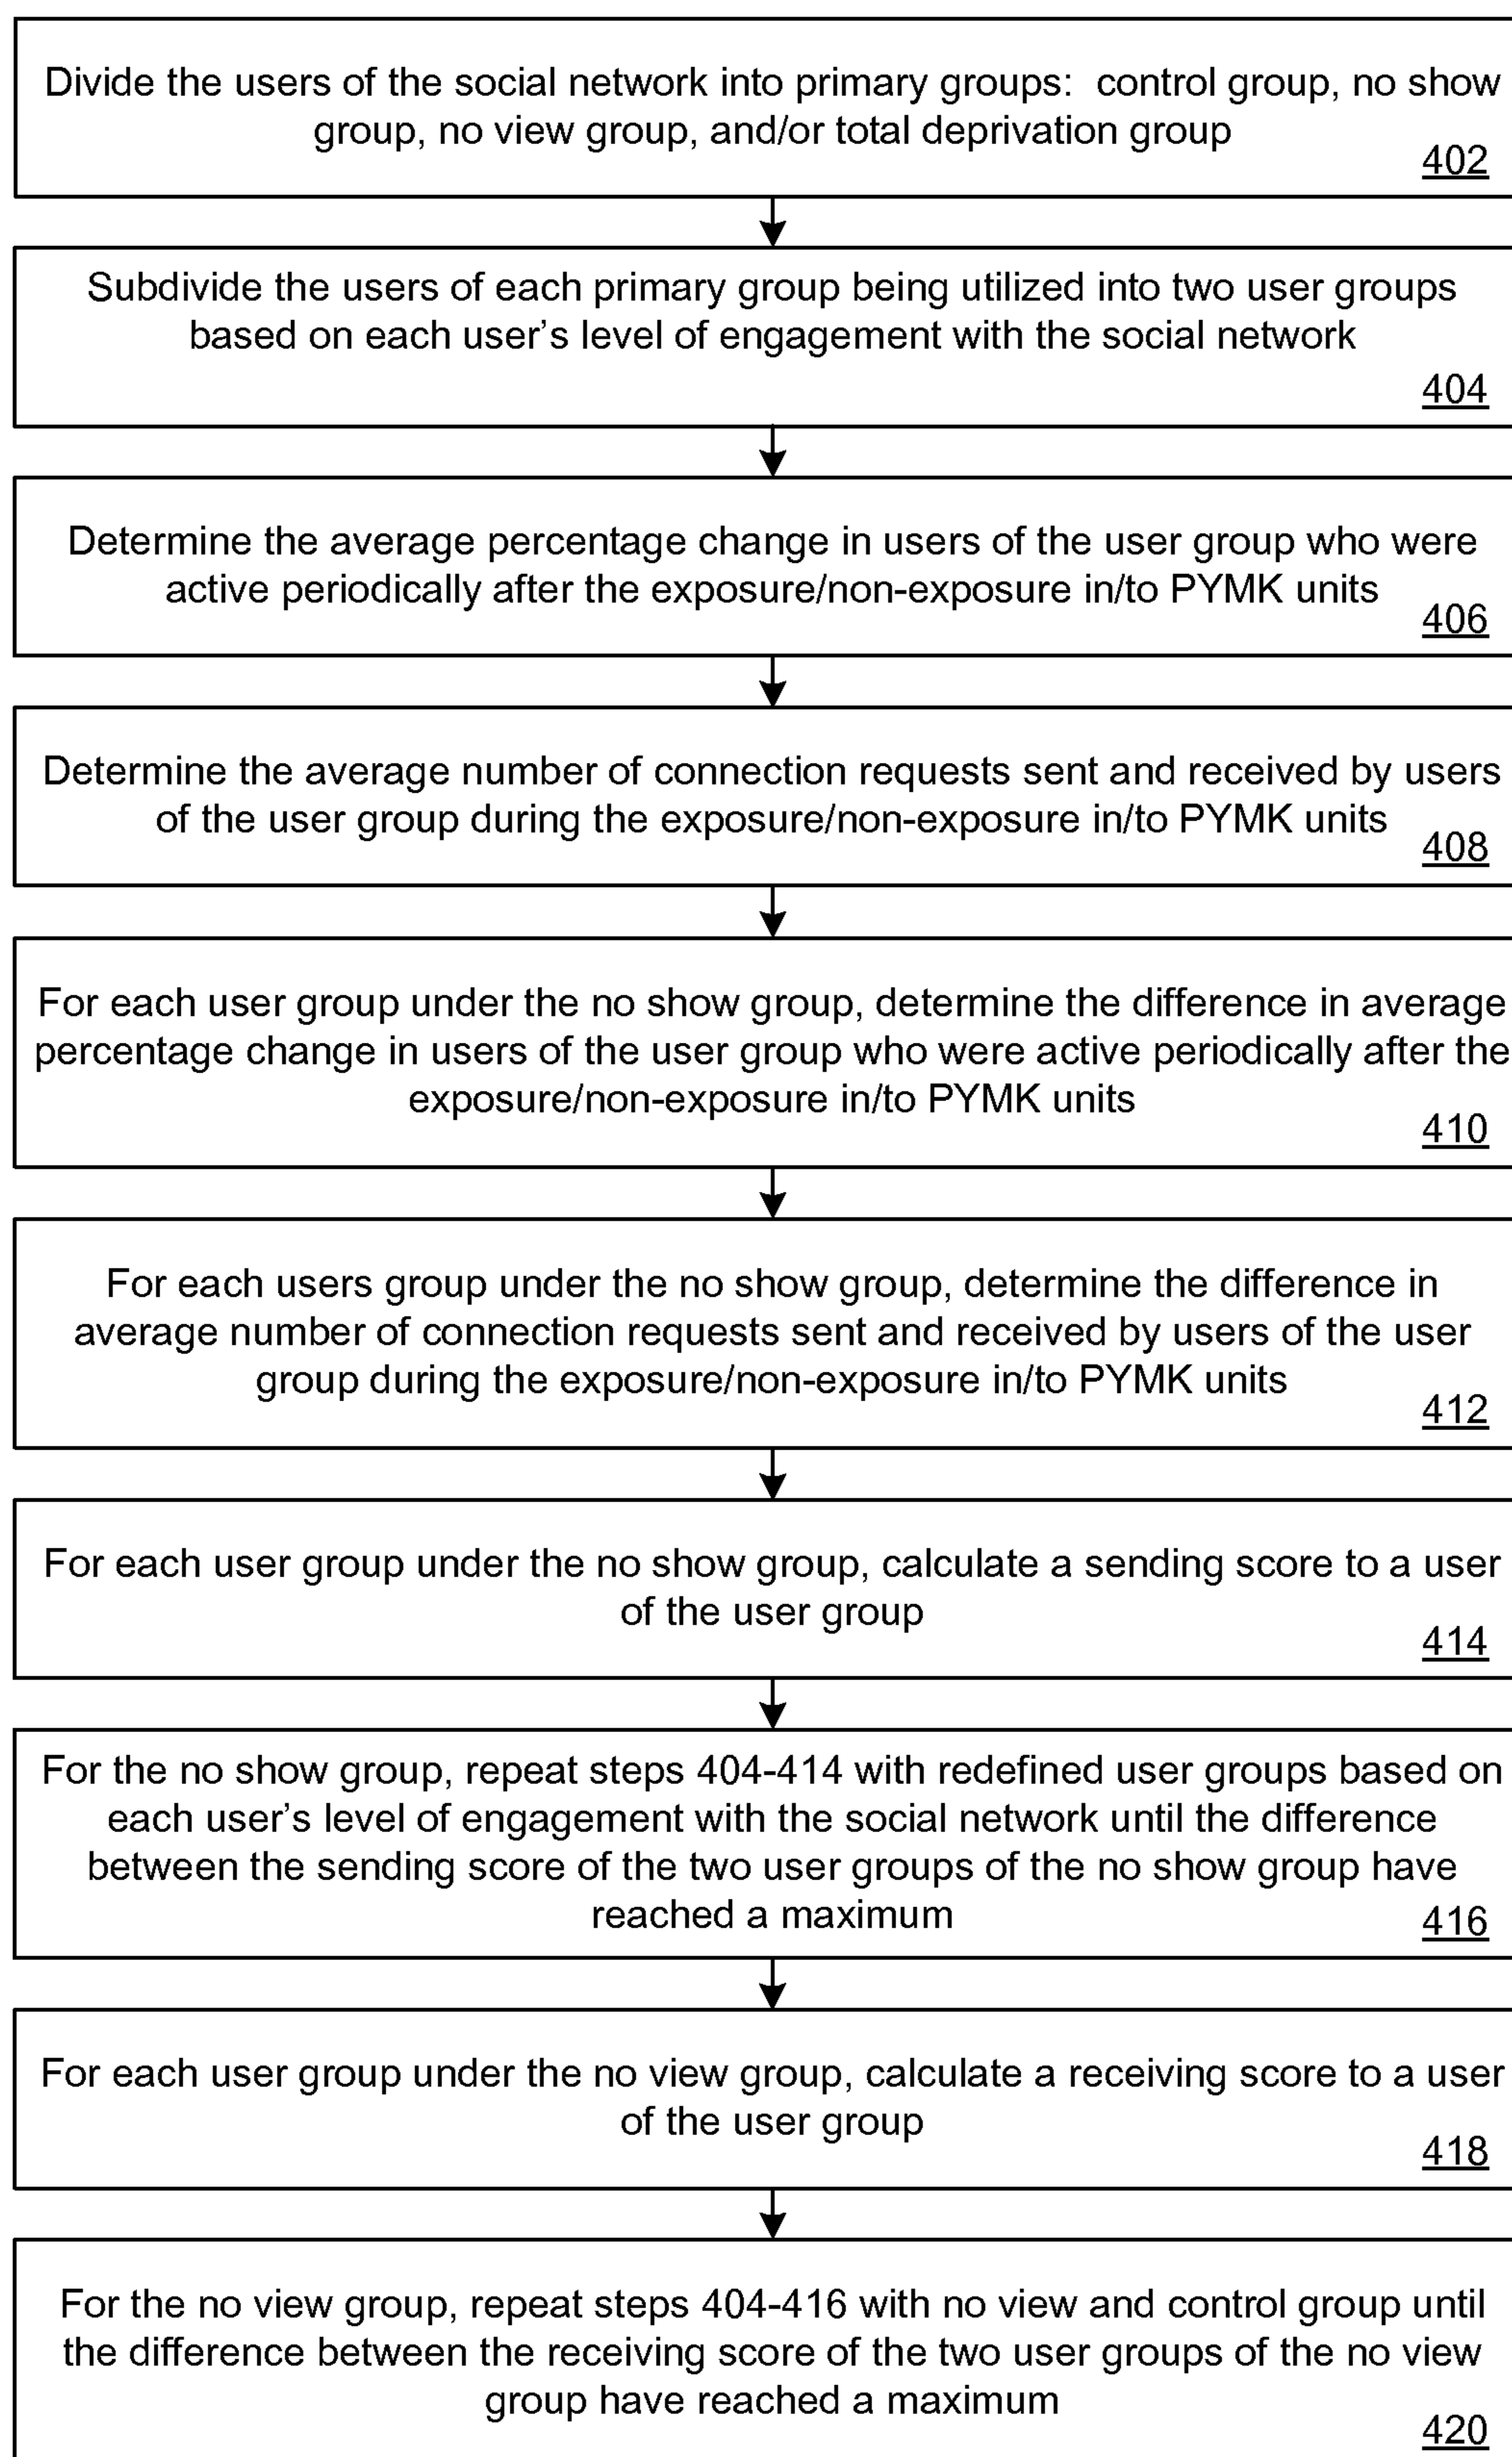 Divide the users of the social network into primary groups:  control group, no show
group, no view group, and/or total deprivation group
402
Subdivide the users of each primary group being utilized into two user groups
based on each user's level of engagement with the social network
404
Determine the average percentage change in users of the user group who were
active periodically after the exposure/non-exposure in/to PYMK units
406
Determine the average number of connection requests sent and received by users
of the user group during the exposure/non-exposure in/to PYMK units
408
For each user group under the no show group, determine the difference in average
percentage change in users of the user group who were active periodically after the
exposure/non-exposure in/to PYMK units
410
For each users group under the no show group, determine the difference in
average number of connection requests sent and received by users of the user
group during the exposure/non-exposure in/to PYMK units
412
For each user group under the no show group, calculate a sending score to a user
of the user group
414
For the no show group, repeat steps 404-414 with redefined user groups based on
each user's level of engagement with the social network until the difference
between the sending score of the two user groups of the no show group have
reached a maximum
416
For each user group under the no view group, calculate a receiving score to a user
of the user group
418
For the no view group, repeat steps 404-416 with no view and control group until
the difference between the receiving score of the two user groups of the no view
group have reached a maximum
420